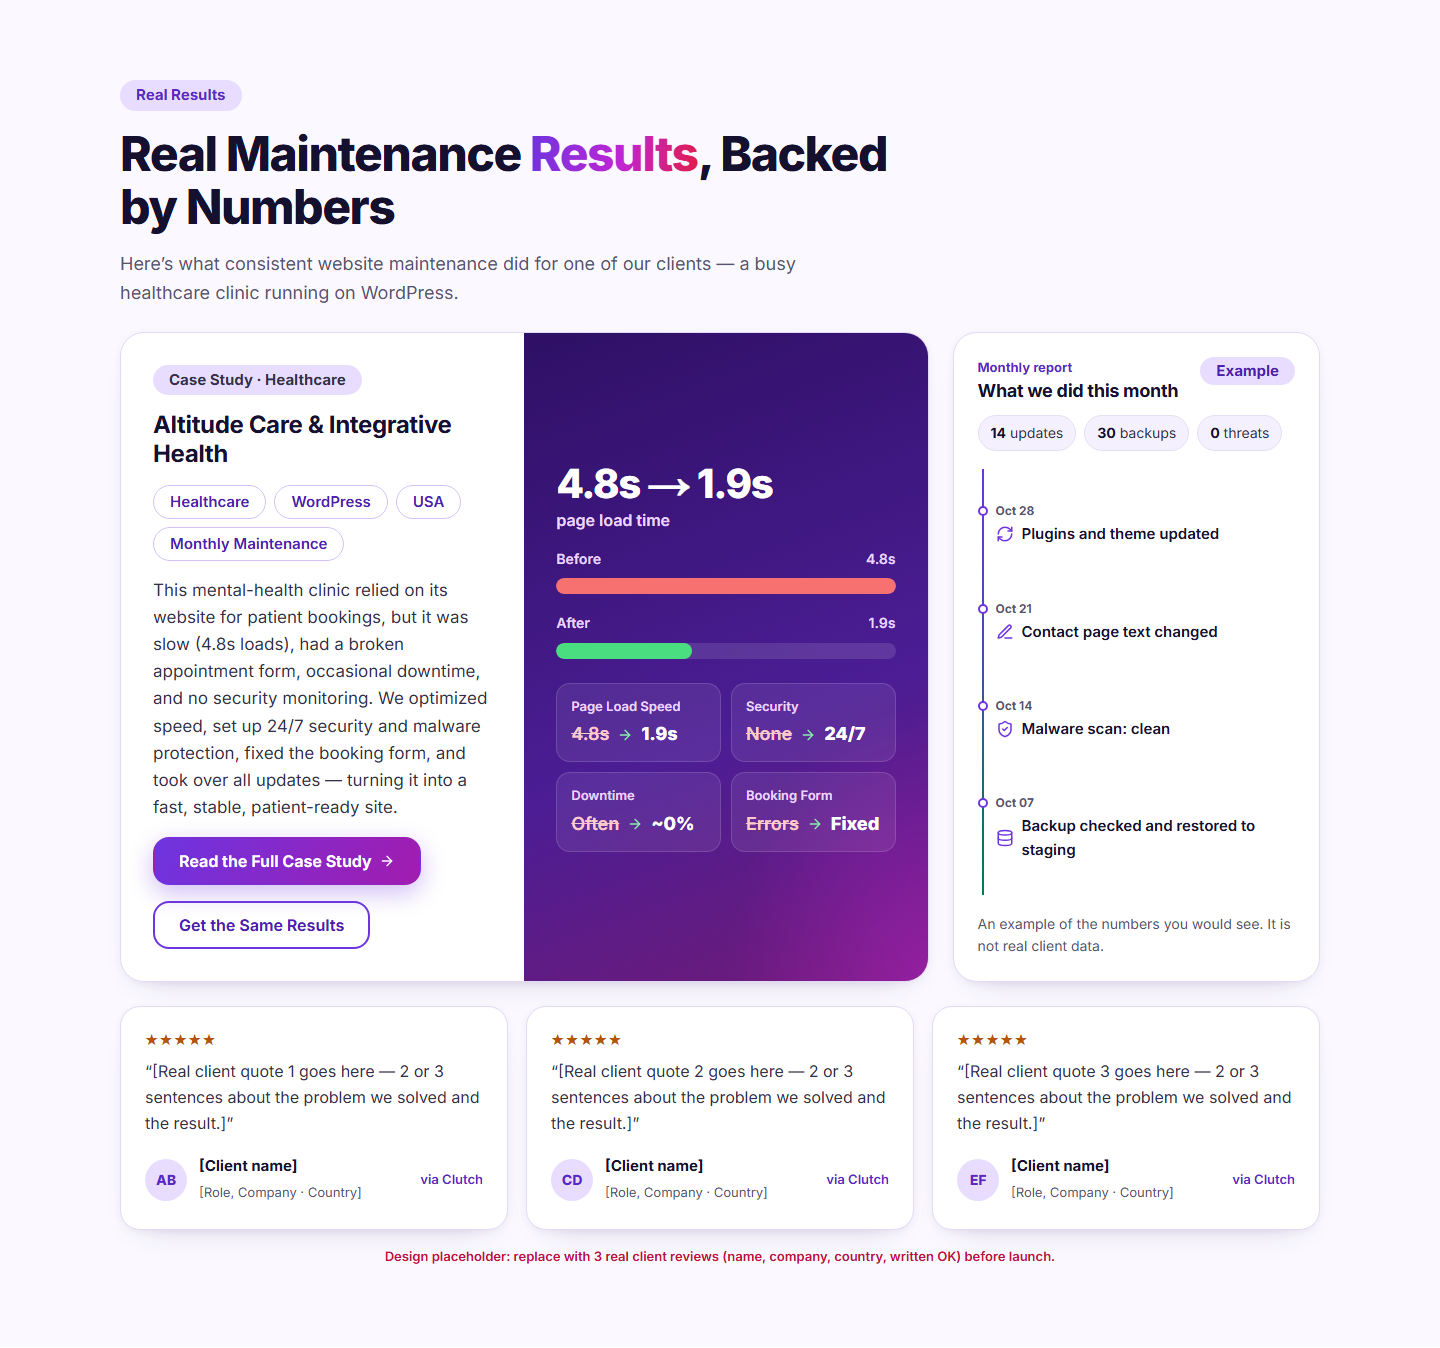 Real Results
Real Maintenance Results, Backed
by Numbers
Here’s what consistent website maintenance did for one of our clients — a busy
healthcare clinic running on WordPress.
Case Study · Healthcare
Altitude Care & Integrative
Health
Healthcare
WordPress
USA
Monthly Maintenance
This mental-health clinic relied on its
website for patient bookings, but it was
slow (4.8s loads), had a broken
appointment form, occasional downtime,
and no security monitoring. We optimized
speed, set up 24/7 security and malware
protection, fixed the booking form, and
took over all updates — turning it into a
fast, stable, patient-ready site.
Read the Full Case Study →
Get the Same Results
4.8s → 1.9s
page load time
Before 4.8s
After 1.9s
Page Load Speed
4.8s → 1.9s
Security
None → 24/7
Downtime
Often → ~0%
Booking Form
Errors → Fixed
Monthly report
What we did this month
Example
14 updates
30 backups
0 threats
Oct 28
Plugins and theme updated
Oct 21
Contact page text changed
Oct 14
Malware scan: clean
Oct 07
Backup checked and restored to
staging
An example of the numbers you would see. It is
not real client data.
★★★★★
“[Real client quote 1 goes here — 2 or 3
sentences about the problem we solved and
the result.]”
AB
[Client name]
[Role, Company · Country]
via Clutch
★★★★★
“[Real client quote 2 goes here — 2 or 3
sentences about the problem we solved and
the result.]”
CD
[Client name]
[Role, Company · Country]
via Clutch
★★★★★
“[Real client quote 3 goes here — 2 or 3
sentences about the problem we solved and
the result.]”
EF
[Client name]
[Role, Company · Country]
via Clutch
Design placeholder: replace with 3 real client reviews (name, company, country, written OK) before launch.